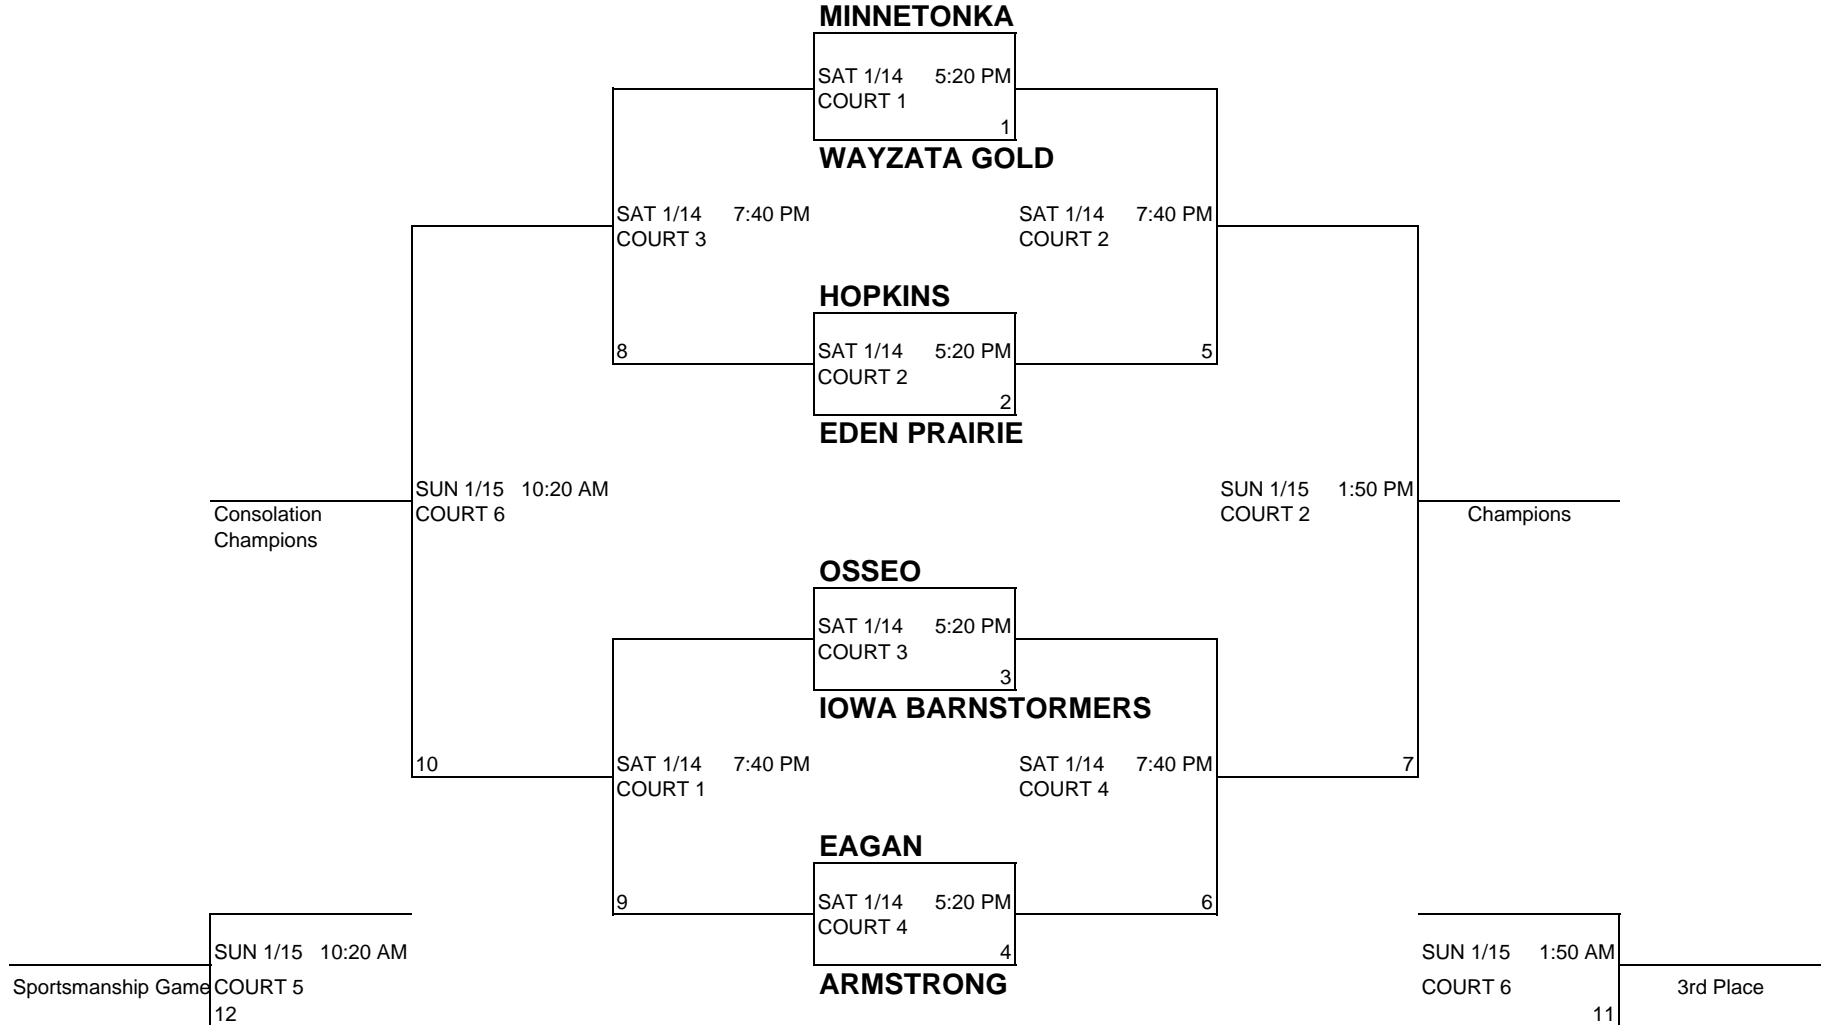 MINNETONKA
SAT 1/14 5:20 PM
COURT 1
1
WAYZATA GOLD
SAT 1/14 7:40 PM
COURT 3
SAT 1/14 7:40 PM
COURT 2
HOPKINS
8
SAT 1/14 5:20 PM
COURT 2
2
5
EDEN PRAIRIE
Consolation
Champions
SUN 1/15 10:20 AM
COURT 6
SUN 1/15 1:50 PM
COURT 2
Champions
OSSEO
SAT 1/14 5:20 PM
COURT 3
3
IOWA BARNSTORMERS
10
SAT 1/14 7:40 PM
COURT 1
SAT 1/14 7:40 PM
COURT 4
7
EAGAN
9
SAT 1/14 5:20 PM
COURT 4
4
6
ARMSTRONG
SUN 1/15 10:20 AM
Sportsmanship Game
COURT 5
12
SUN 1/15 1:50 AM
COURT 6
11
3rd Place